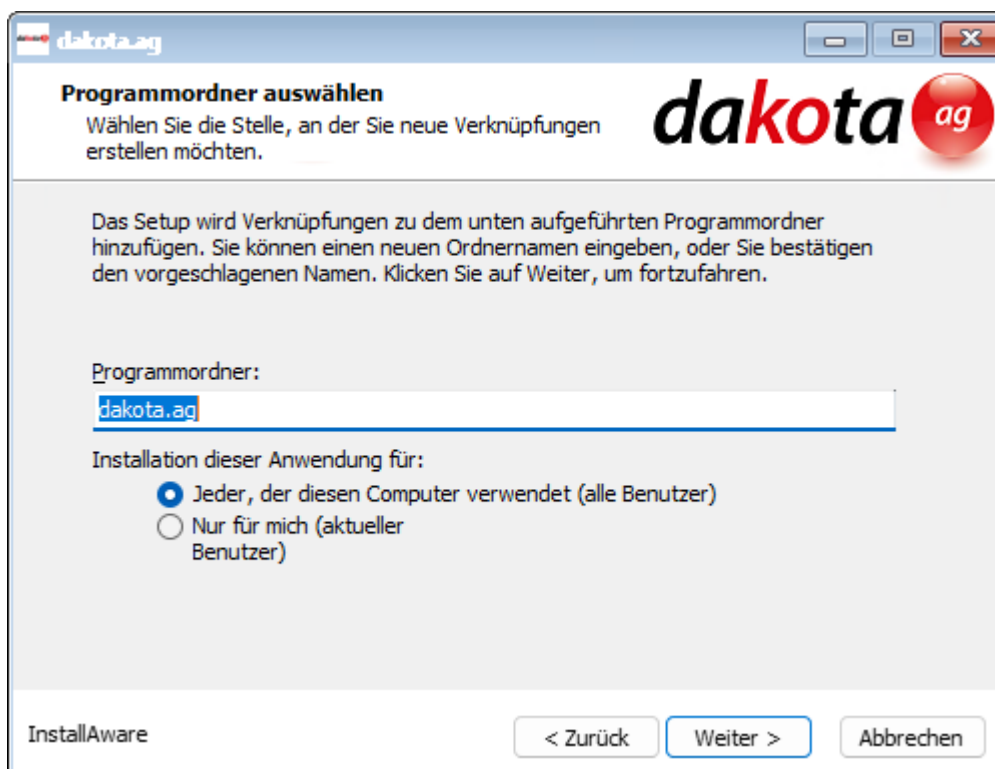 dakota.ag
Programmordner auswählen
Wählen Sie die Stelle, an der Sie neue Verknüpfungen
erstellen möchten.
dakota ag
Das Setup wird Verknüpfungen zu dem unten aufgeführten Programmordner
hinzufügen. Sie können einen neuen Ordnernamen eingeben, oder Sie bestätigen
den vorgeschlagenen Namen. Klicken Sie auf Weiter, um fortzufahren.
Programmordner:
dakota.ag
Installation dieser Anwendung für:
Jeder, der diesen Computer verwendet (alle Benutzer)
Nur für mich (aktueller
Benutzer)
InstallAware
< Zurück
Weiter >
Abbrechen